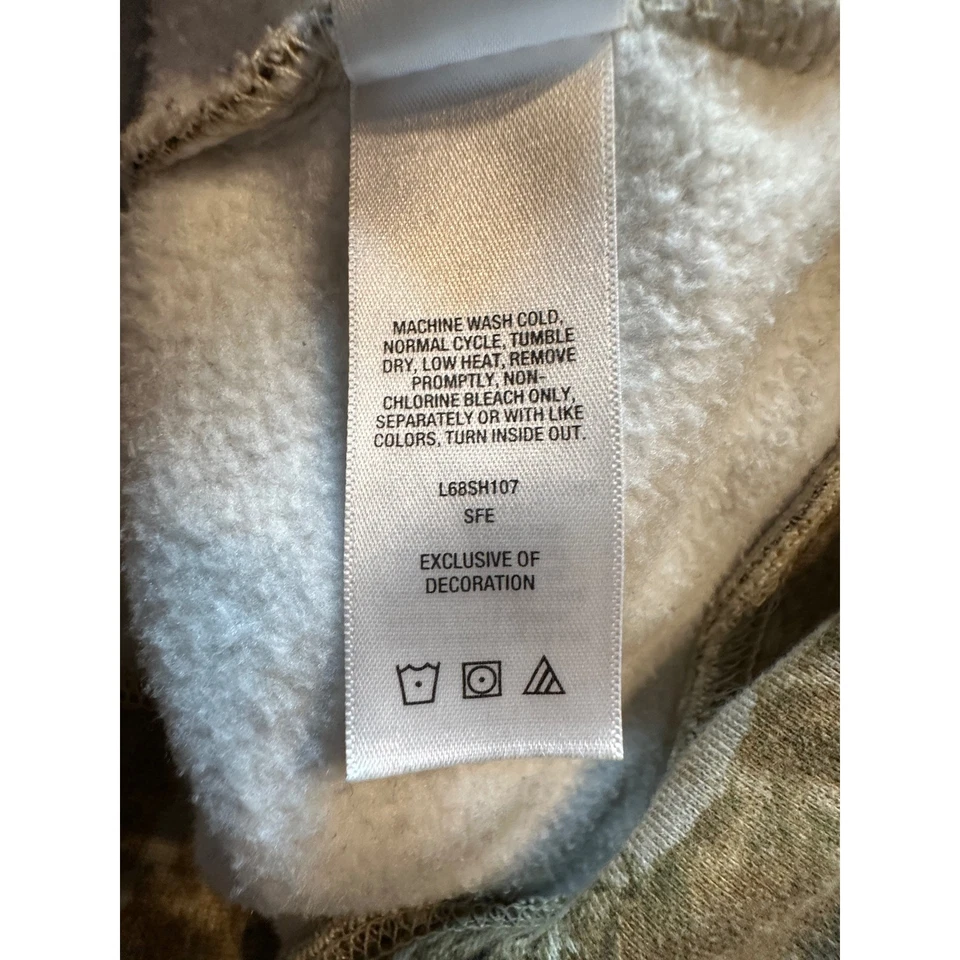 MACHINE WASH COLD,
NORMAL CYCLE, TUMBLE
DRY, LOW HEAT, REMOVE
PROMPTLY, NON-
CHLORINE BLEACH ONLY,
SEPARATELY OR WITH LIKE
COLORS, TURN INSIDE OUT.
L68SH107
SFE
EXCLUSIVE OF
DECORATION